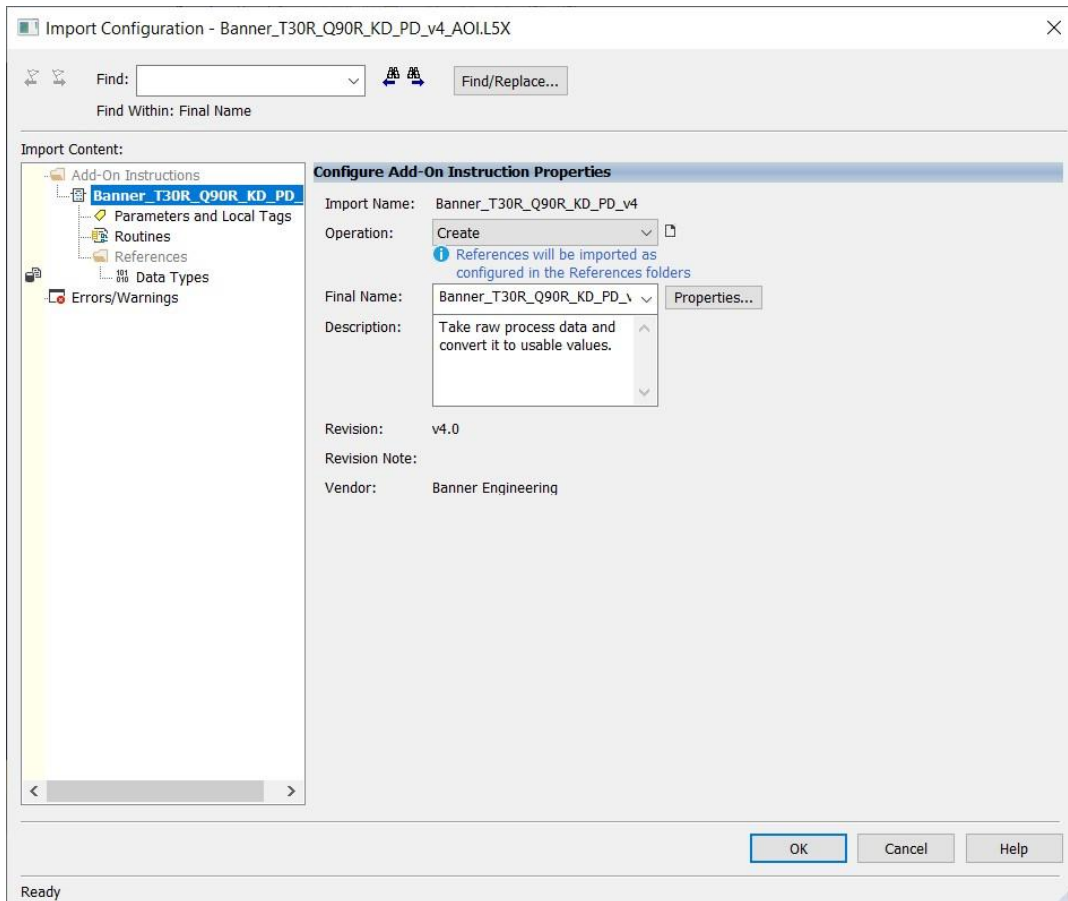 Import Configuration - Banner_T30R_Q90R_KD_PD_v4_AOI.L5X
Find:
Find/Replace...
Find Within: Final Name
Import Content:
Add-On Instructions
Banner_T30R_Q90R_KD_PD_
Parameters and Local Tags
Routines
References
Data Types
Errors/Warnings
Configure Add-On Instruction Properties
Import Name: Banner_T30R_Q90R_KD_PD_v4
Operation: Create
References will be imported as
configured in the References folders
Final Name: Banner_T30R_Q90R_KD_PD_v Properties...
Description: Take raw process data and
convert it to usable values.
Revision: v4.0
Revision Note:
Vendor: Banner Engineering
OK Cancel Help
Ready